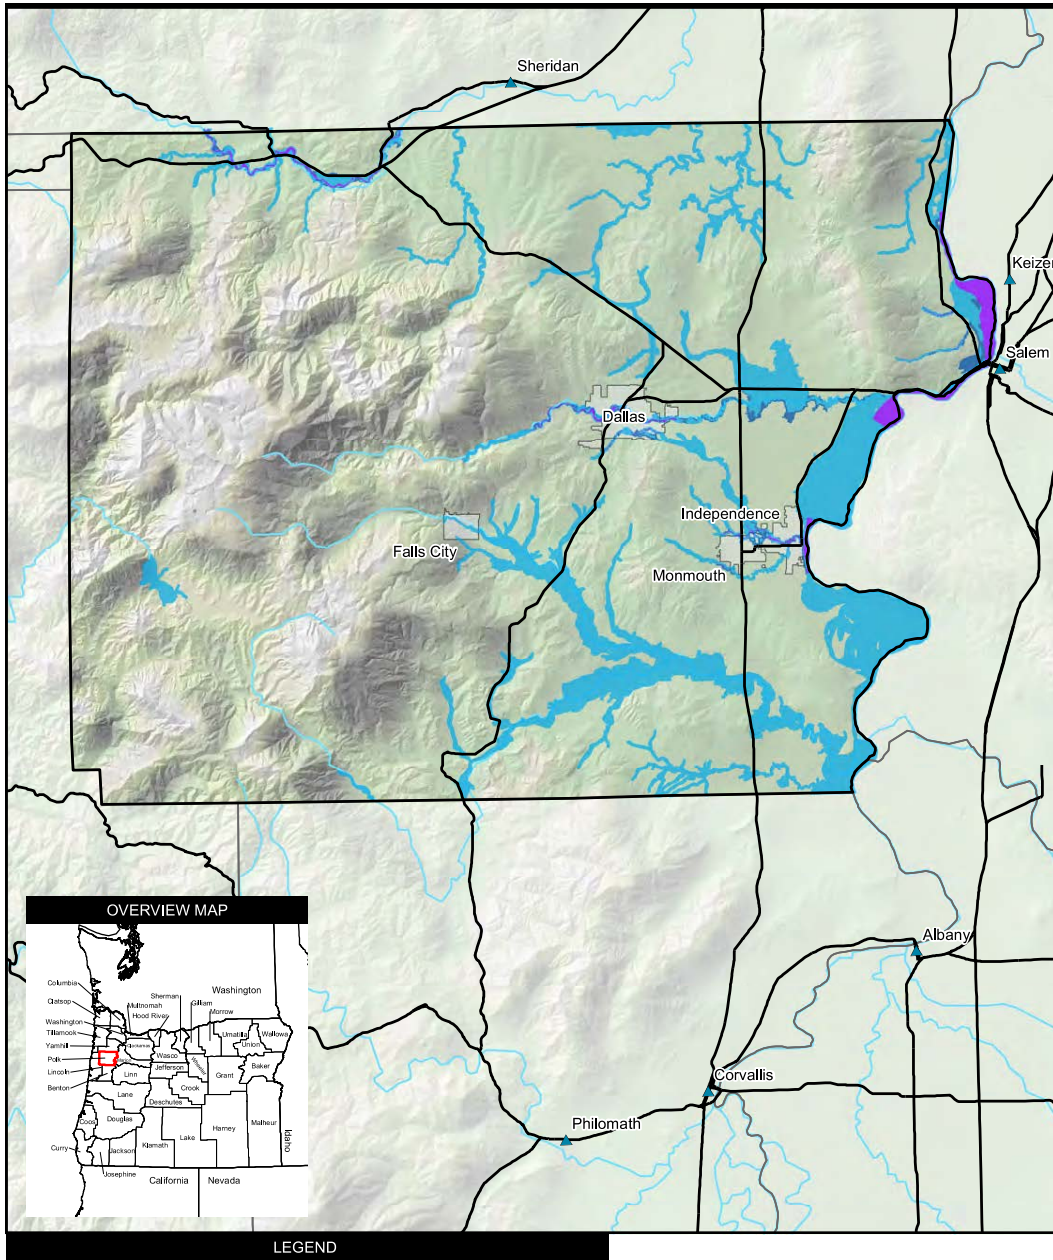 Sheridan
Keizer
Salem
Dallas
Independence
Falls City
Monmouth
OVERVIEW MAP
Columbia
Clatsop
Washington
Tillamook
Yamhill
Polk
Lincoln
Benton
Multnomah
Hood River
Sherman
Gilliam
Morrow
Washington
Umatilla
Wallowa
Union
Clackamas
Wasco
Wheeler
Jefferson
Grant
Baker
Linn
Crook
Lane
Deschutes
Coos
Douglas
Harney
Malheur
Klamath
Lake
Curry
Jackson
Josephine
Idaho
California
Nevada
Albany
Corvallis
Philomath
LEGEND